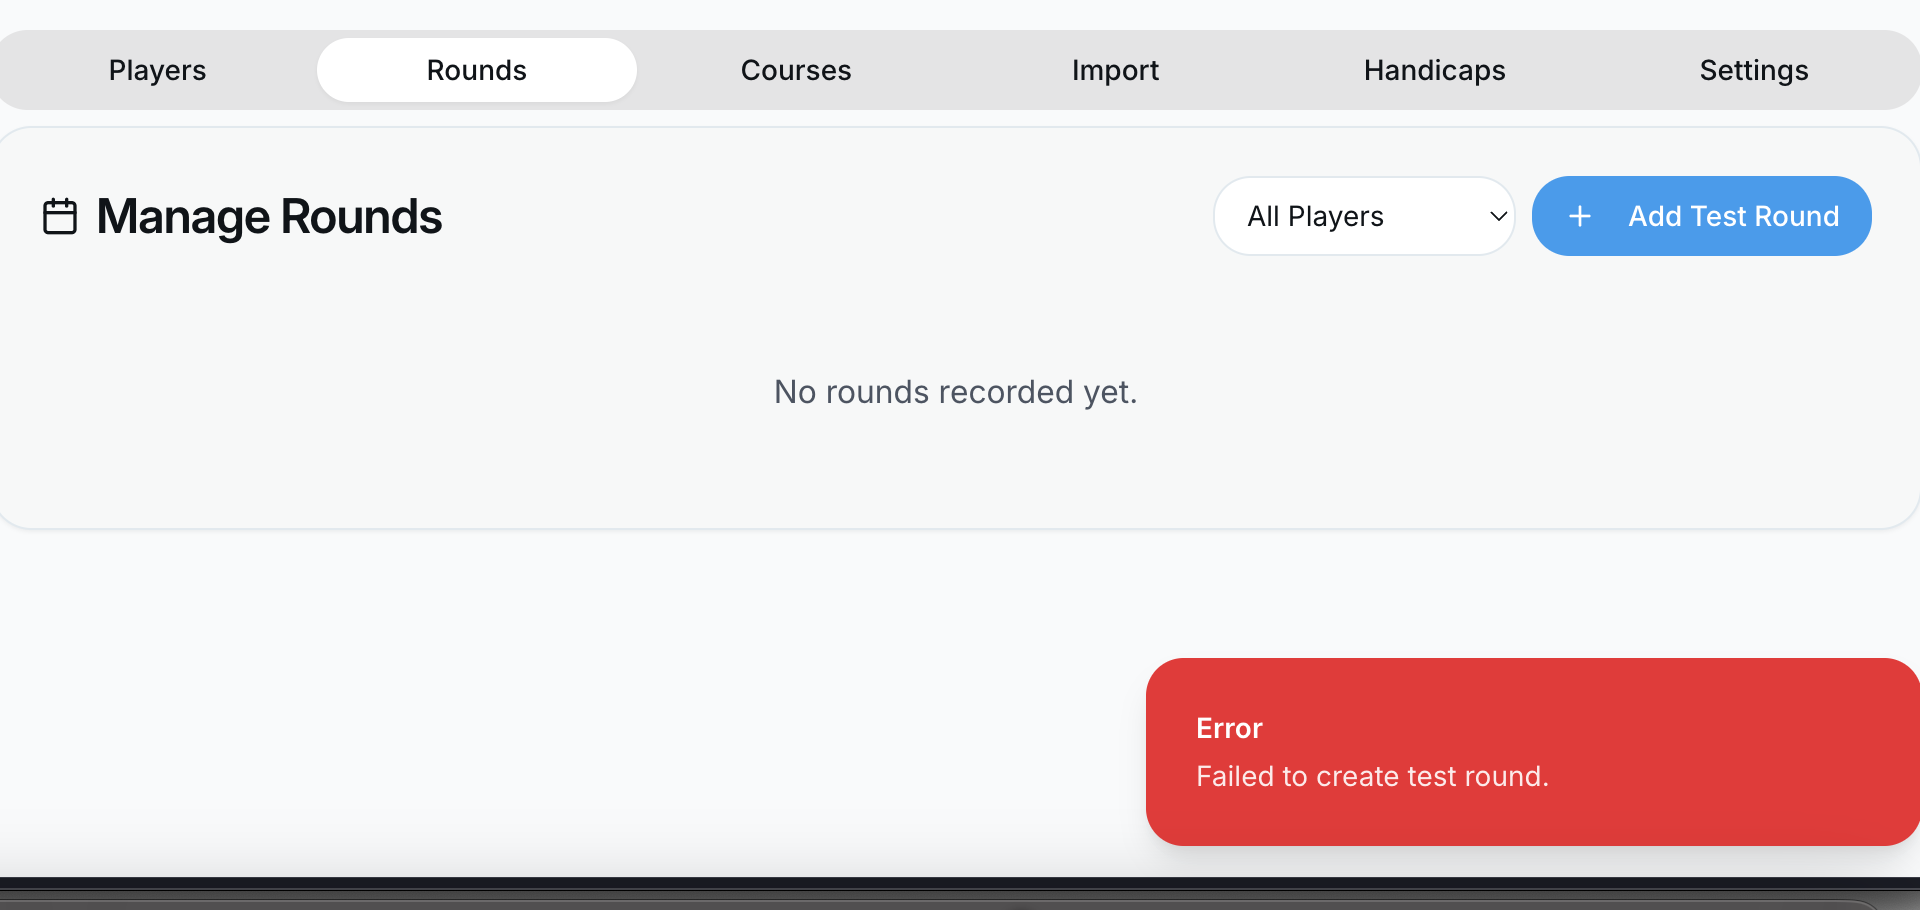 Players Rounds Courses Import Handicaps Settings
Manage Rounds
All Players
Add Test Round
No rounds recorded yet.
Error
Failed to create test round.